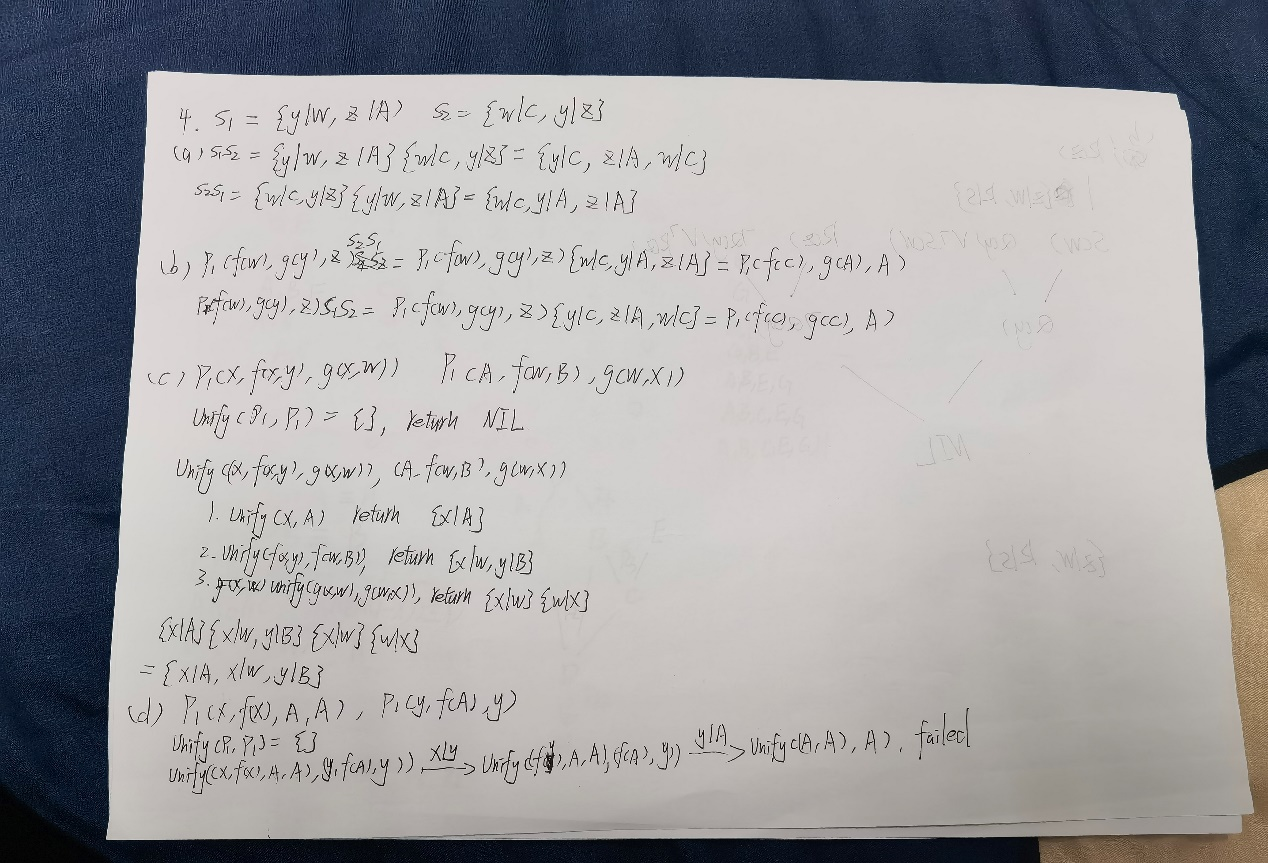 4. S₁ = {y|W, z|A} S₂ = {w|C, y|Z}
(a) S₁S₂ = {y|W, z|A}{w|C, y|Z} = {y|C, z|A, w|C}
S₂S₁ = {w|C, y|Z}{y|W, z|A} = {w|C, y|A, z|A}
(b) P₁(f(w), g(y), z)S₂S₁ = P₁(f(w), g(y), z){w|C, y|A, z|A} = P₁(f(C), g(A), A)
P₁(f(w), g(y), z)S₁S₂ = P₁(f(w), g(y), z){y|C, z|A, w|C} = P₁(f(C), g(C), A)
(c) P₁(X, f(x,y), g(x,w)) P₁(A, f(w,B), g(w,X))
Unify(P₁, P₁) = {}, return NIL
Unify((x, f(x,y), g(x,w)), (A, f(w,B), g(w,X))
1. Unify(X, A) return {x|A}
2. Unify(f(x,y), f(w,B)), return {x|w, y|B}
3. unify(g(x,w), g(w,x)), return {x|w}{w|X}
{x|A}{x|w, y|B}{x|w}{w|x}
= {x|A, x|w, y|B}
(d) P₁(x, f(x), A, A), P₁(y, f(A), y)
Unify(P₁, P₁) = {}
Unify((x, f(x), A, A), (y, f(A), y)) x|y → Unify((f(y), A, A), (f(A), y)) y|A → Unify((A, A), A). failed